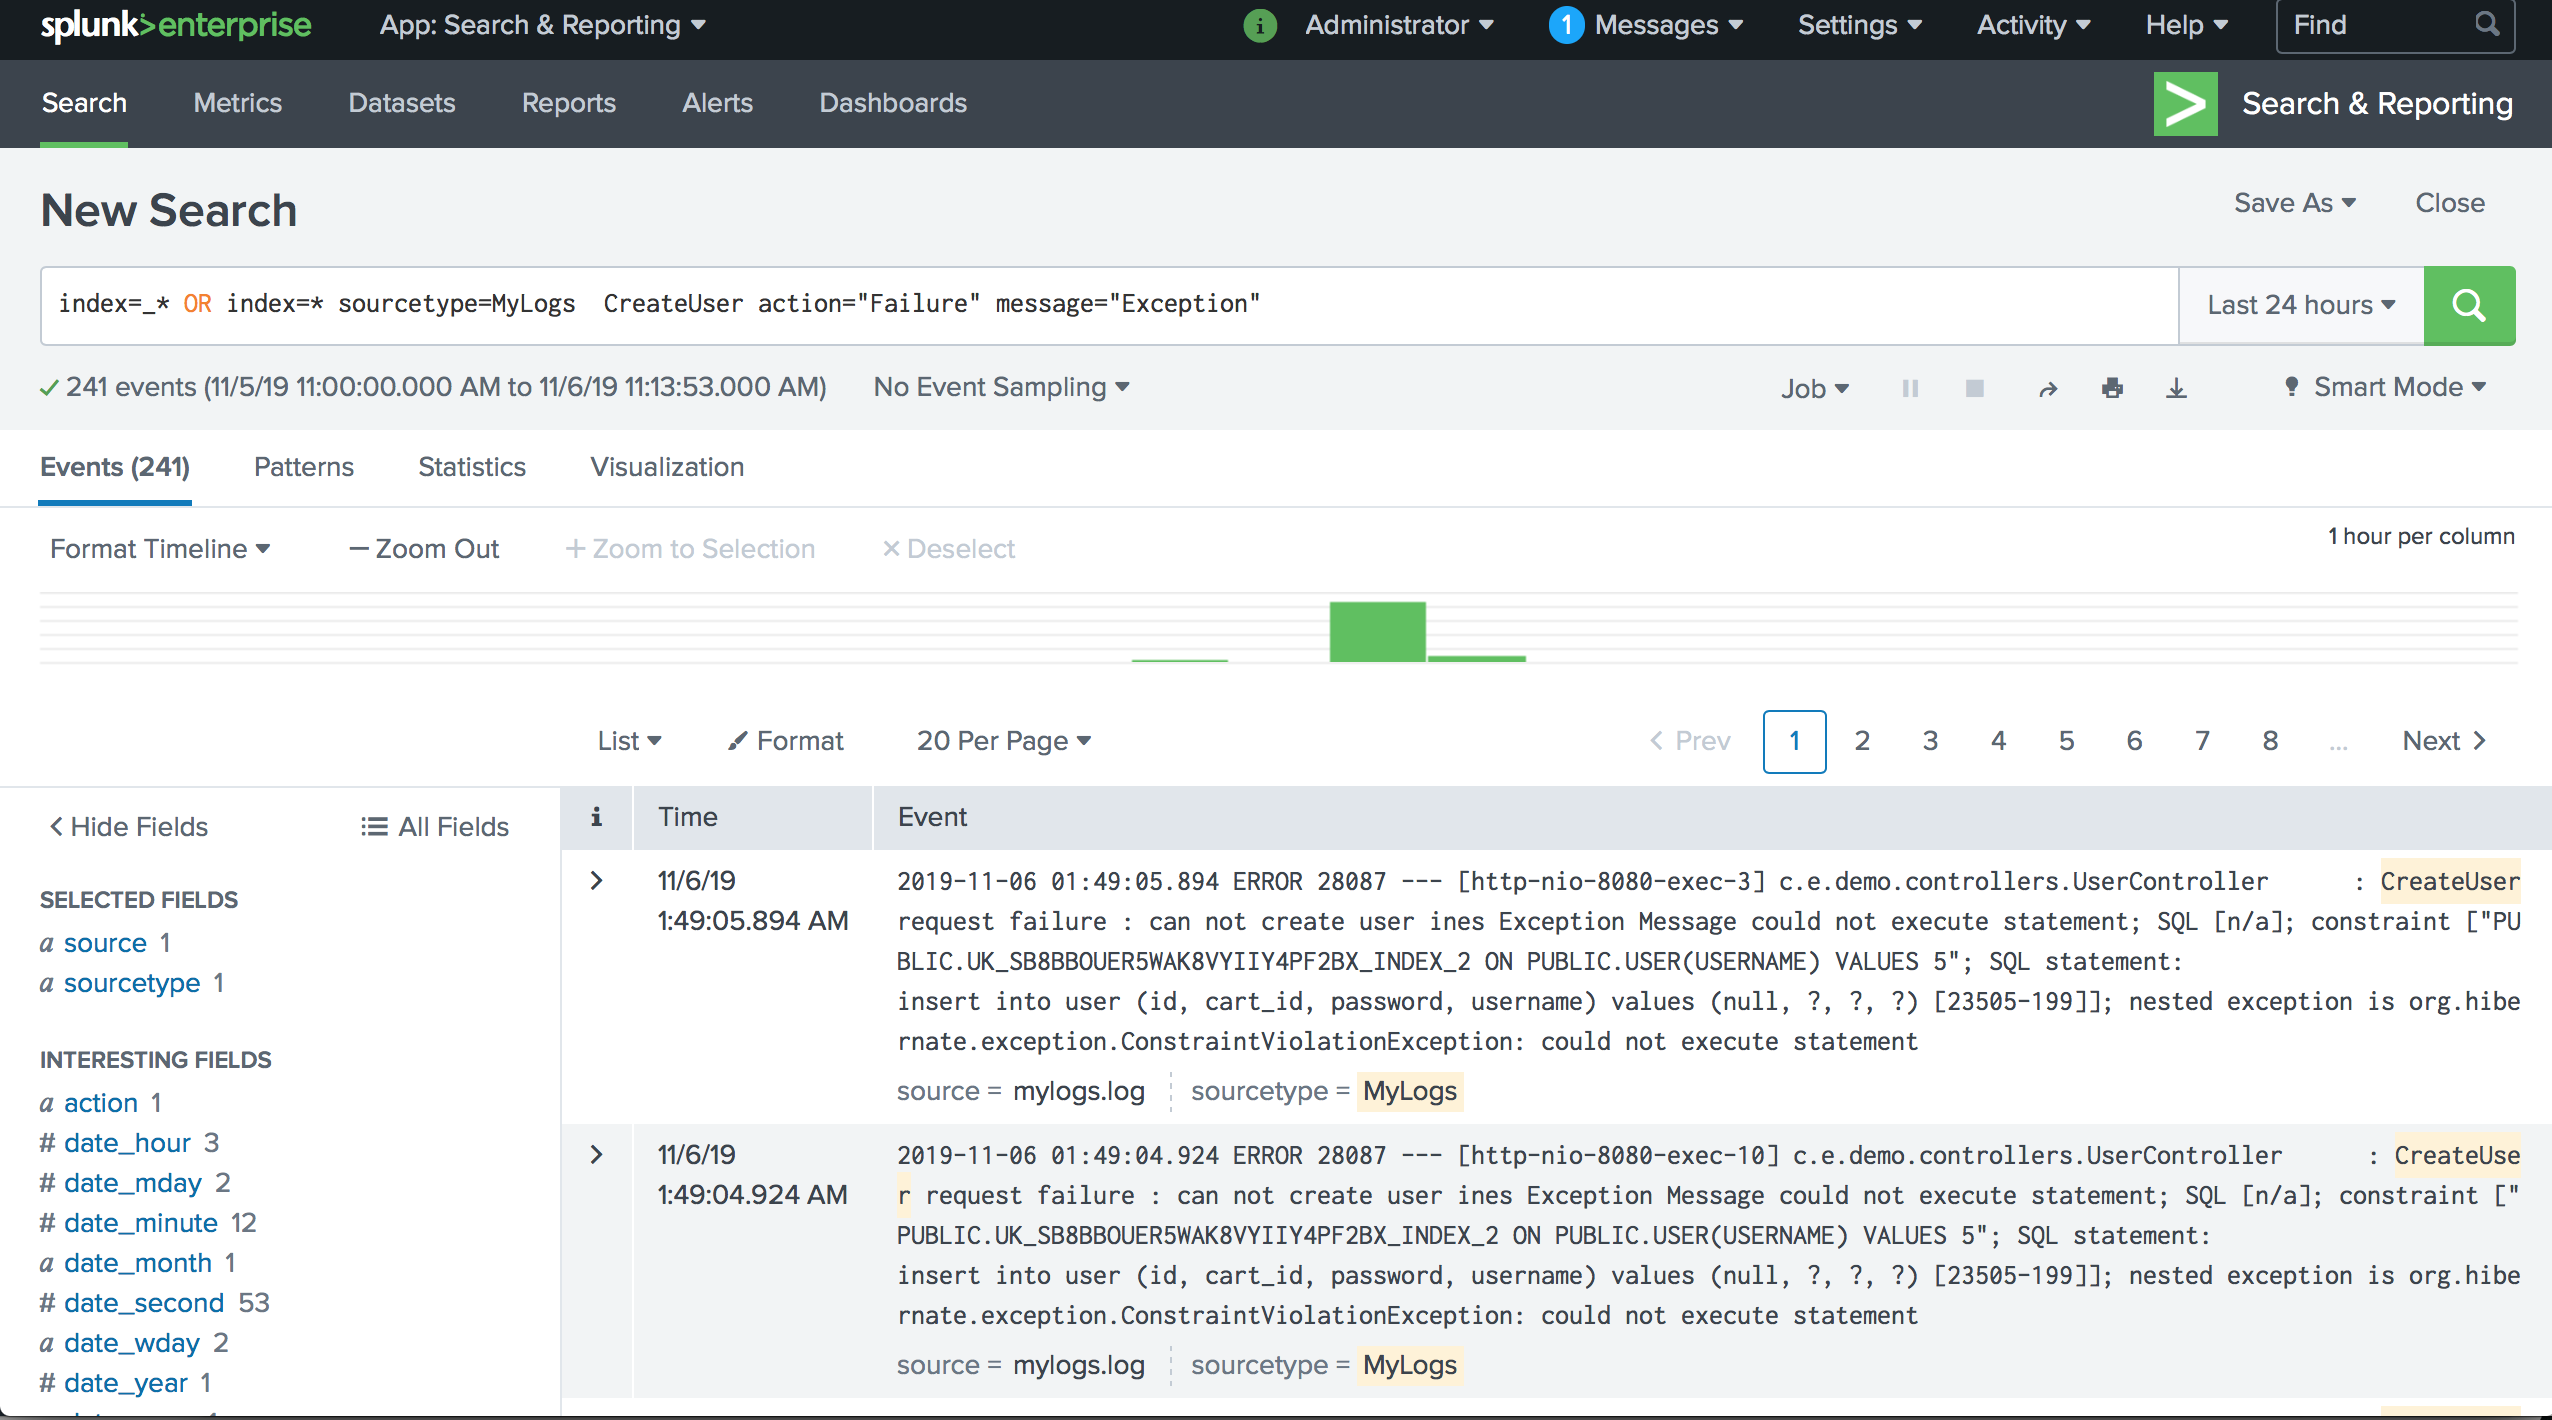 splunk>enterprise App: Search & Reporting i Administrator 1 Messages Settings Activity Help Find
Search Metrics Datasets Reports Alerts Dashboards > Search & Reporting
New Search Save As Close
index=_* OR index=* sourcetype=MyLogs  CreateUser action="Failure" message="Exception" Last 24 hours
241 events (11/5/19 11:00:00.000 AM to 11/6/19 11:13:53.000 AM) No Event Sampling Job Smart Mode
Events (241) Patterns Statistics Visualization
Format Timeline — Zoom Out + Zoom to Selection × Deselect 1 hour per column
List Format 20 Per Page < Prev 1 2 3 4 5 6 7 8 ... Next >
< Hide Fields All Fields
SELECTED FIELDS
a source 1
a sourcetype 1
INTERESTING FIELDS
a action 1
# date_hour 3
# date_mday 2
# date_minute 12
a date_month 1
# date_second 53
a date_wday 2
# date_year 1
i Time Event
> 11/6/19
1:49:05.894 AM
2019-11-06 01:49:05.894 ERROR 28087 --- [http-nio-8080-exec-3] c.e.demo.controllers.UserController      : CreateUser
request failure : can not create user ines Exception Message could not execute statement; SQL [n/a]; constraint ["PU
BLIC.UK_SB8BBOUER5WAK8VYIIY4PF2BX_INDEX_2 ON PUBLIC.USER(USERNAME) VALUES 5"; SQL statement:
insert into user (id, cart_id, password, username) values (null, ?, ?, ?) [23505-199]]; nested exception is org.hibe
rnate.exception.ConstraintViolationException: could not execute statement
source = mylogs.log sourcetype = MyLogs
> 11/6/19
1:49:04.924 AM
2019-11-06 01:49:04.924 ERROR 28087 --- [http-nio-8080-exec-10] c.e.demo.controllers.UserController      : CreateUse
r request failure : can not create user ines Exception Message could not execute statement; SQL [n/a]; constraint ["
PUBLIC.UK_SB8BBOUER5WAK8VYIIY4PF2BX_INDEX_2 ON PUBLIC.USER(USERNAME) VALUES 5"; SQL statement:
insert into user (id, cart_id, password, username) values (null, ?, ?, ?) [23505-199]]; nested exception is org.hibe
rnate.exception.ConstraintViolationException: could not execute statement
source = mylogs.log sourcetype = MyLogs